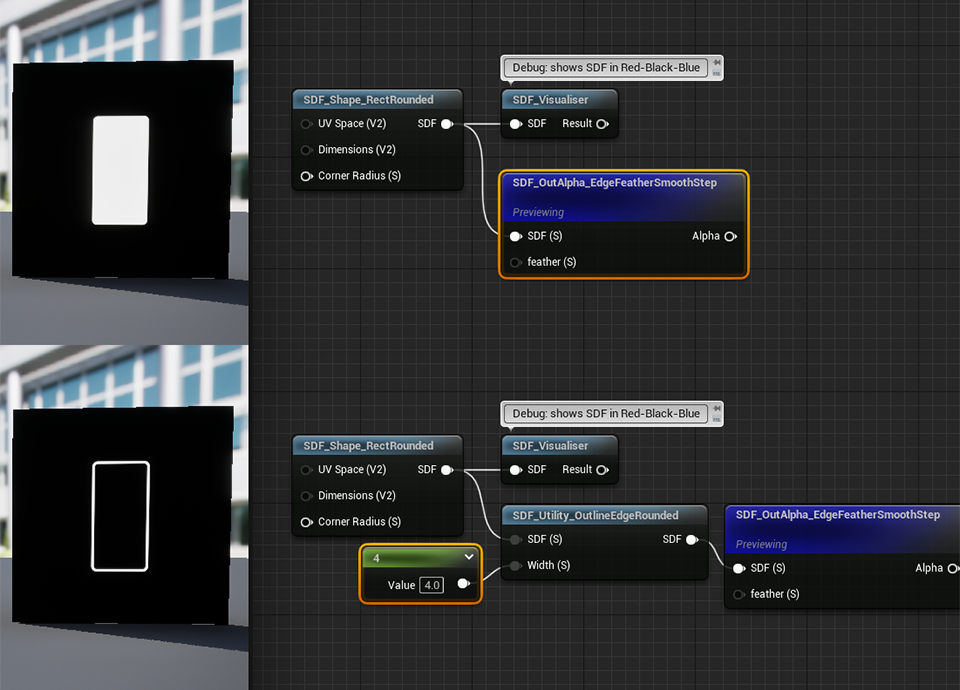 Debug: shows SDF in Red-Black-Blue
SDF_Shape_RectRounded
SDF_Visualiser
UV Space (V2) SDF
SDF Result
Dimensions (V2)
Corner Radius (S)
SDF_OutAlpha_EdgeFeatherSmoothStep
Previewing
SDF (S) Alpha
feather (S)
Debug: shows SDF in Red-Black-Blue
SDF_Shape_RectRounded
SDF_Visualiser
UV Space (V2) SDF
SDF Result
Dimensions (V2)
Corner Radius (S)
SDF_Utility_OutlineEdgeRounded
SDF (S) SDF
Width (S)
4
Value 4.0
SDF_OutAlpha_EdgeFeatherSmoothStep
Previewing
SDF (S) Alpha
feather (S)